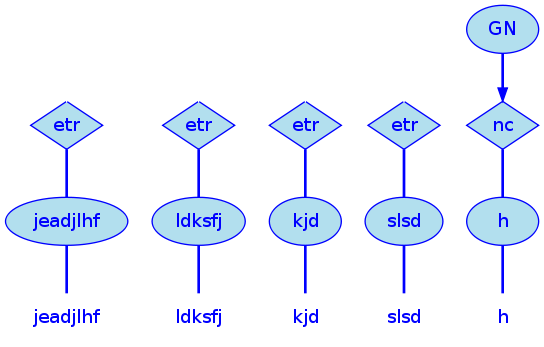 GN
etr etr etr etr nc
jeadjlhf ldksfj kjd slsd h
jeadjlhf ldksfj kjd slsd h